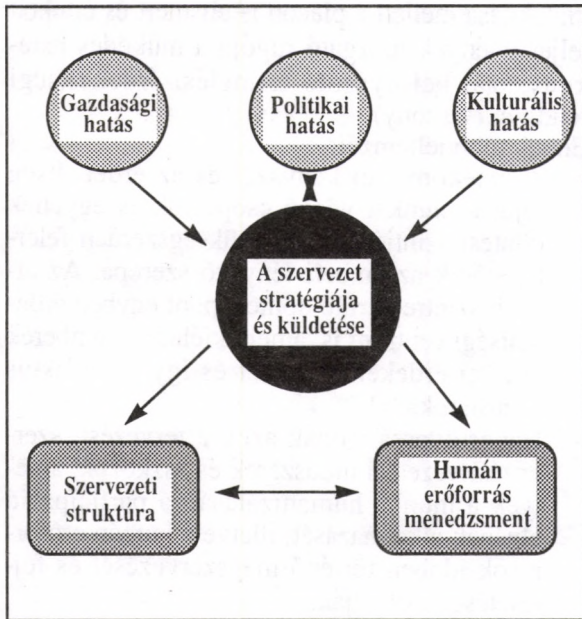 Gazdasági
hatás
Politikai
hatás
Kulturális
hatás
A szervezet
stratégiája
és küldetése
Szervezeti
struktúra
Humán
erőforrás
menedzsment